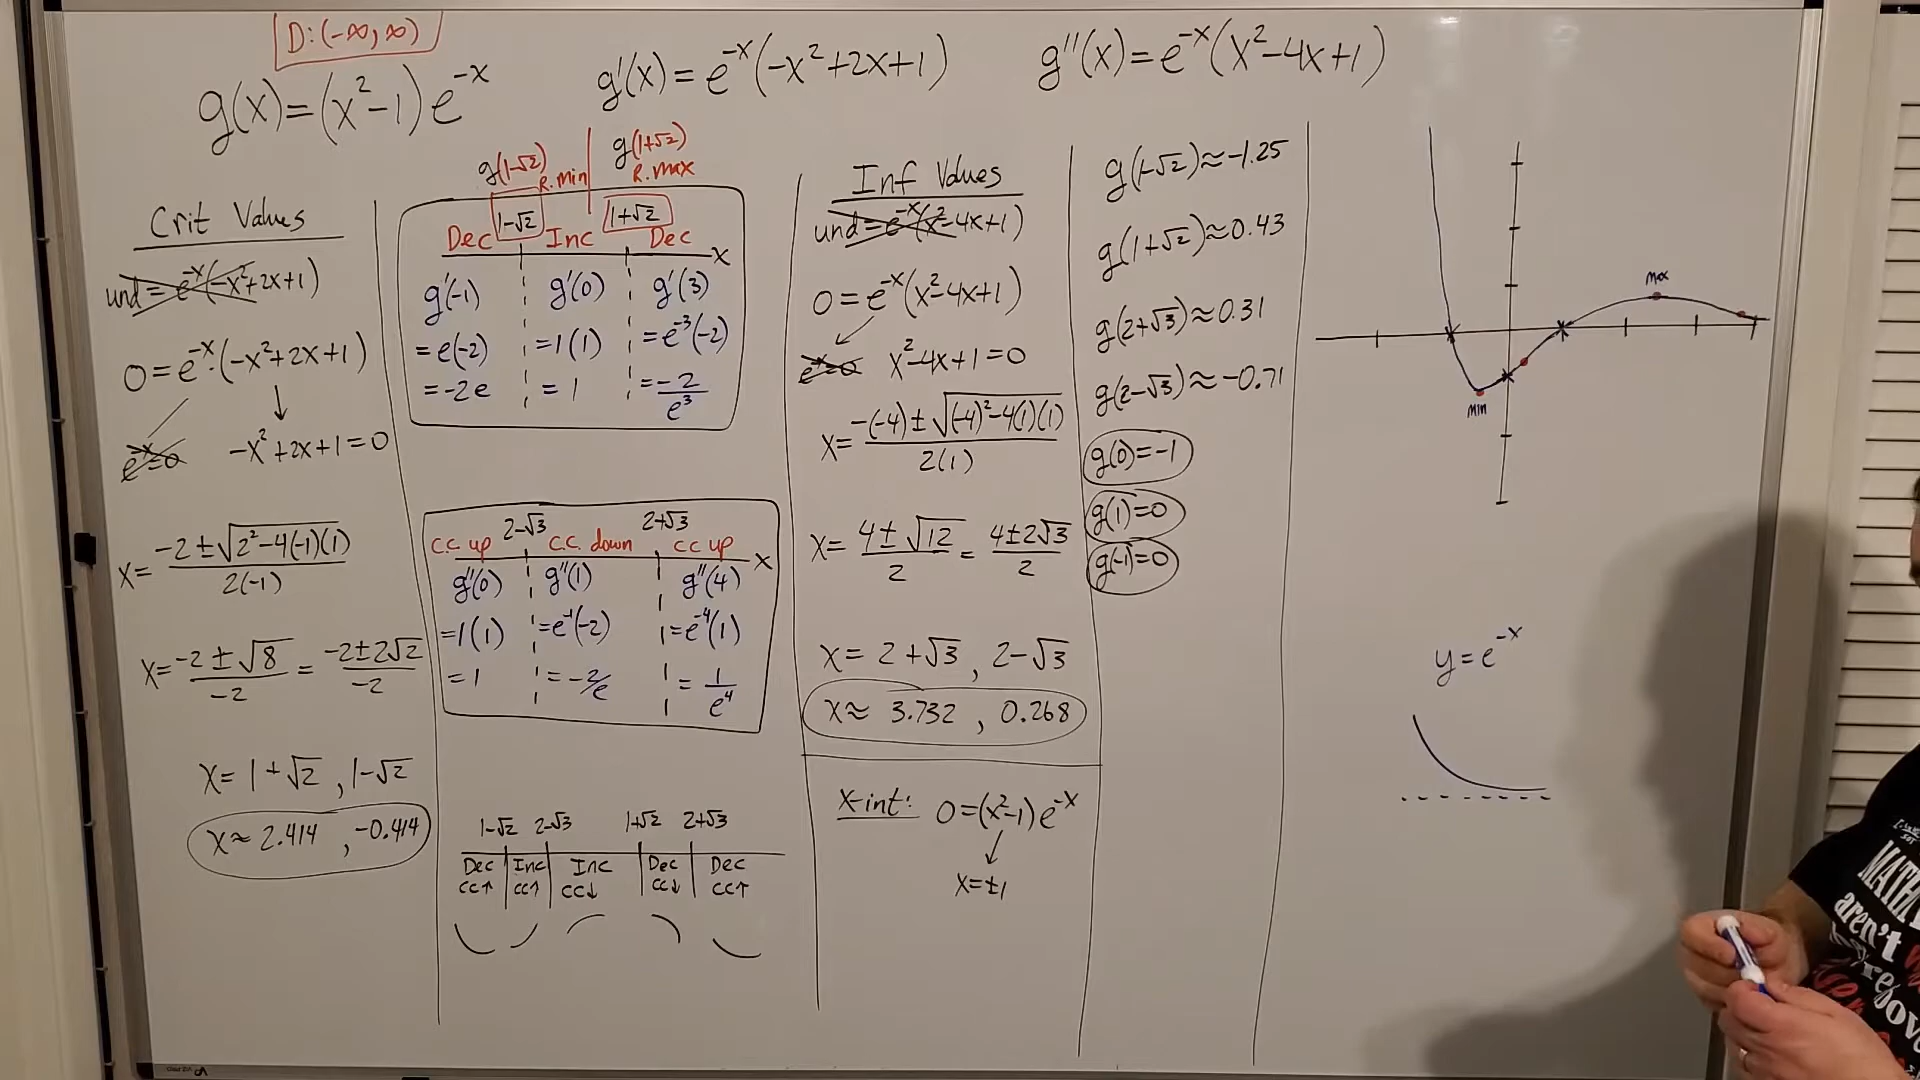 D:(-∞,∞)
g(x)=(x²-1)e⁻ˣ
g'(x)=e⁻ˣ(-x²+2x+1)
g''(x)=e⁻ˣ(x²-4x+1)
Crit Values
und=e⁻ˣ(-x²+2x+1)
0=e⁻ˣ·(-x²+2x+1)
e⁻ˣ=0 -x²+2x+1=0
x=(-2±√(2²-4(-1)(1)))/(2(-1))
x=(-2±√8)/(-2) = (-2±2√2)/(-2)
x=1+√2, 1-√2
x≈2.414, -0.414
g(1-√2) g(1+√2)
R.min R.max
1-√2 1+√2
Dec Inc Dec x
g'(-1) g'(0) g'(3)
=e(-2) =1(1) =e⁻³(-2)
=-2e =1 =-2/e³
2-√3 2+√3
C.C. up C.C. down CC up x
g''(0) g''(1) g''(4)
=1(1) =e⁻¹(-2) =e⁻⁴(1)
=1 =-2/e =1/e⁴
1-√2 2-√3 1+√2 2+√3
Dec Inc Inc Dec Dec
CC↑ CC↑ CC↓ CC↓ CC↑
Inf Values
und=e⁻ˣ(x²-4x+1)
0=e⁻ˣ(x²-4x+1)
e⁻ˣ=0 x²-4x+1=0
x=(-(-4)±√((-4)²-4(1)(1)))/(2(1))
x=(4±√12)/2 = (4±2√3)/2
x=2+√3, 2-√3
x≈3.732, 0.268
x-int: 0=(x²-1)e⁻ˣ
x=±1
g(1-√2)≈-1.25
g(1+√2)≈0.43
g(2+√3)≈0.31
g(2-√3)≈-0.71
g(0)=-1
g(1)=0
g(-1)=0
max
min
y=e⁻ˣ
MATH
aren't